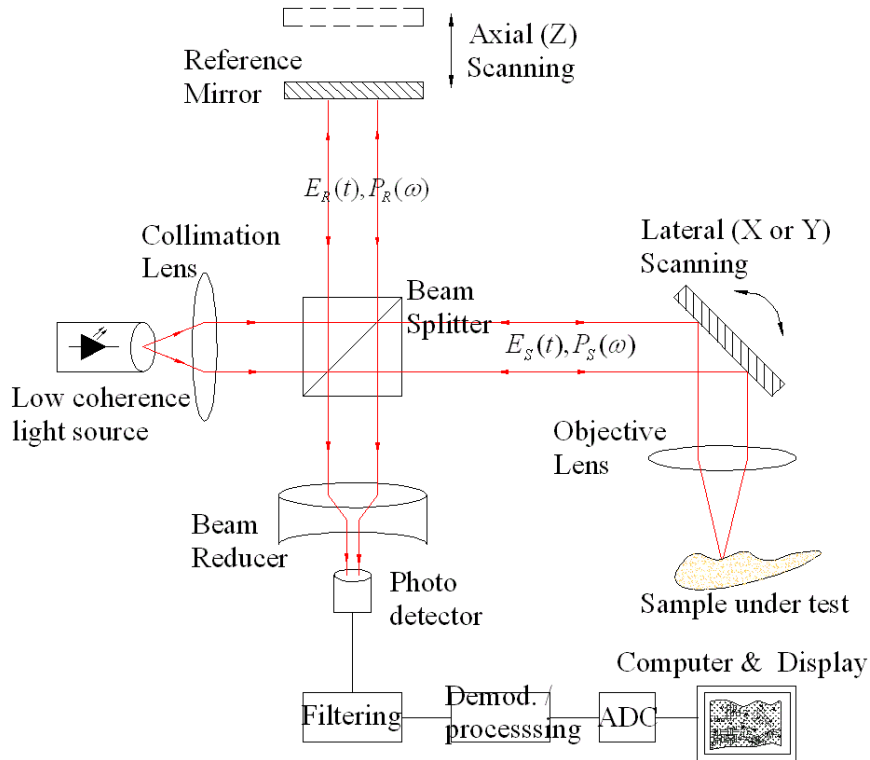 Axial (Z)
Scanning
Reference
Mirror
E_R(t), P_R(ω)
Collimation
Lens
Lateral (X or Y)
Scanning
Beam
Splitter
E_S(t), P_S(ω)
Low coherence
light source
Objective
Lens
Beam
Reducer
Photo
detector
Sample under test
Computer & Display
Filtering
Demod. /
processsing
ADC